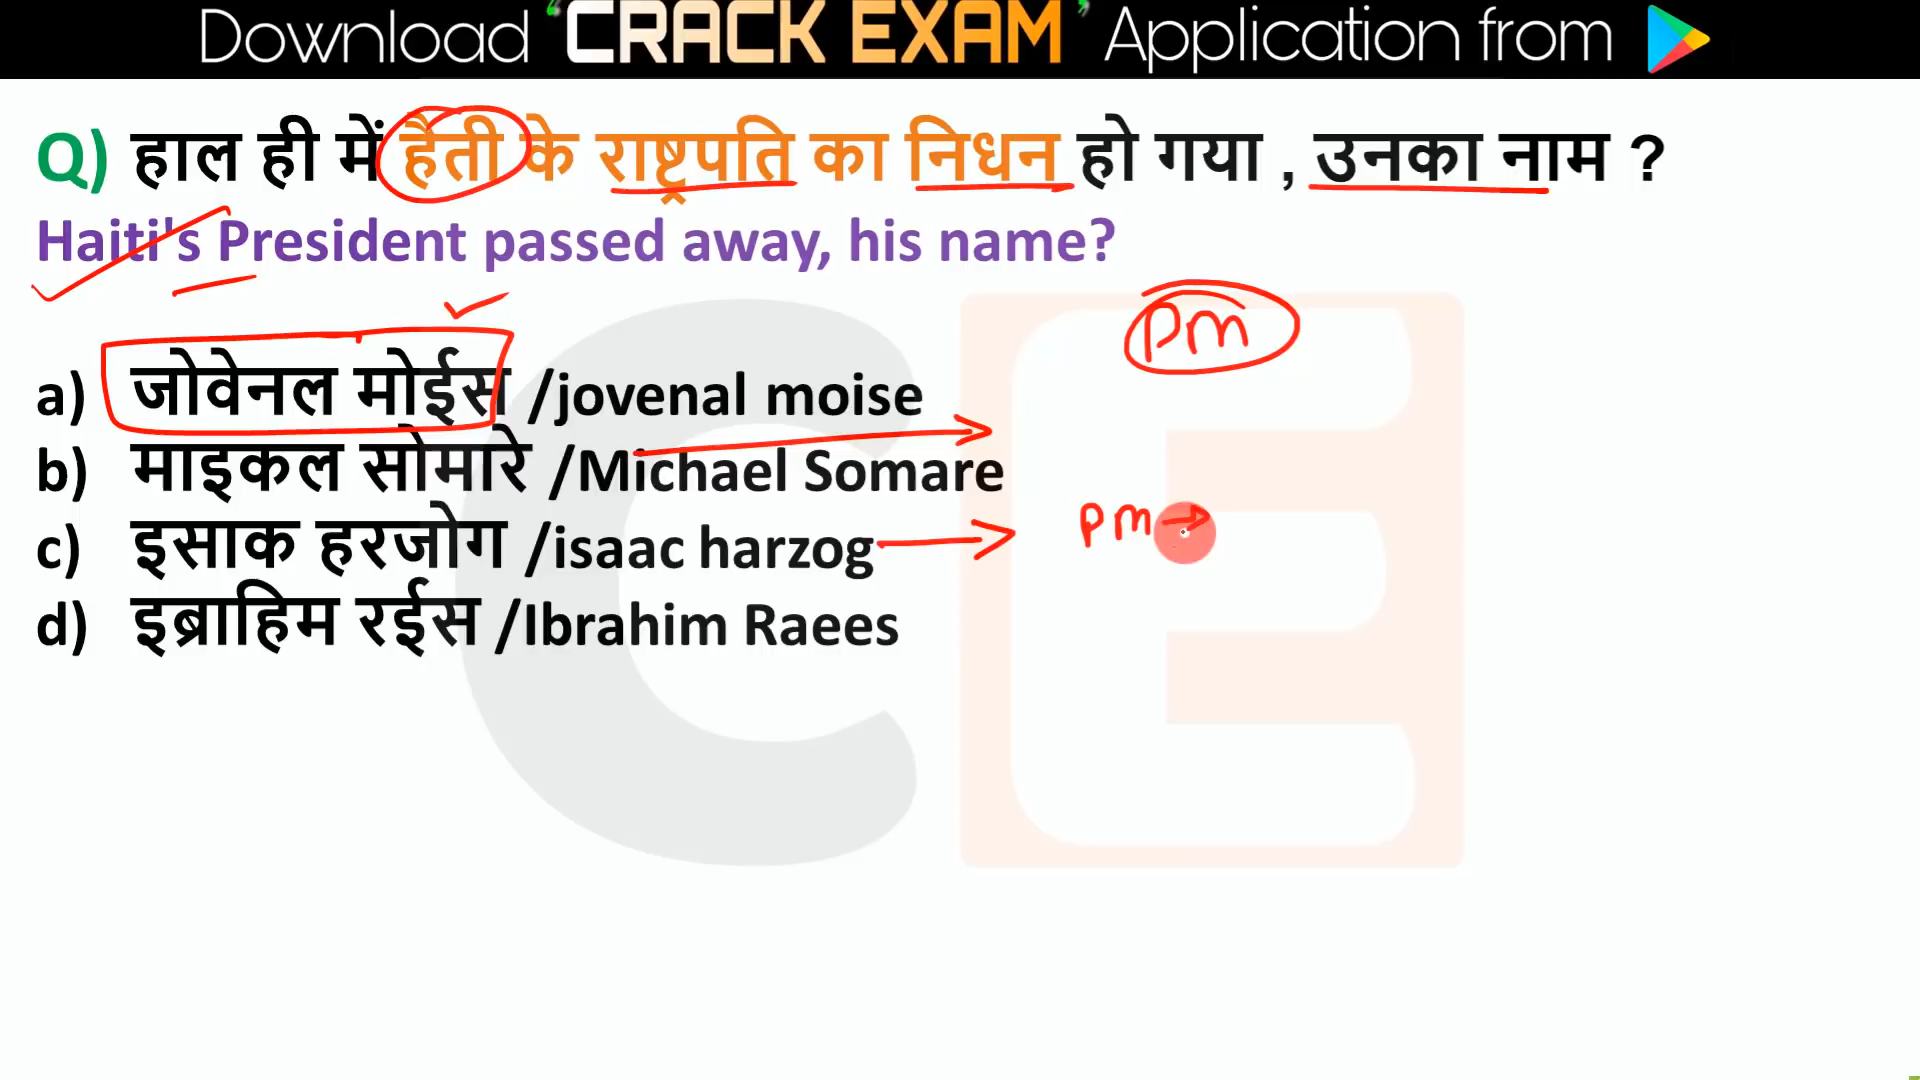 Download ‘CRACK EXAM’ Application from
Q) हाल ही में हैती के राष्ट्रपति का निधन हो गया , उनका नाम ?
Haiti's President passed away, his name?
pm
a) जोवेनल मोईस /jovenal moise
b) माइकल सोमारे /Michael Somare
pm →
c) इसाक हरजोग /isaac harzog
d) इब्राहिम रईस /Ibrahim Raees
CE